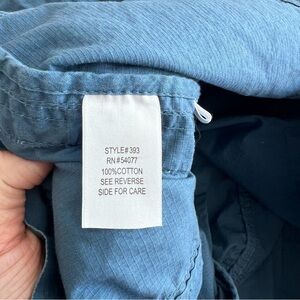 STYLE# 393
RN #54077
100%COTTON
SEE REVERSE
SIDE FOR CARE